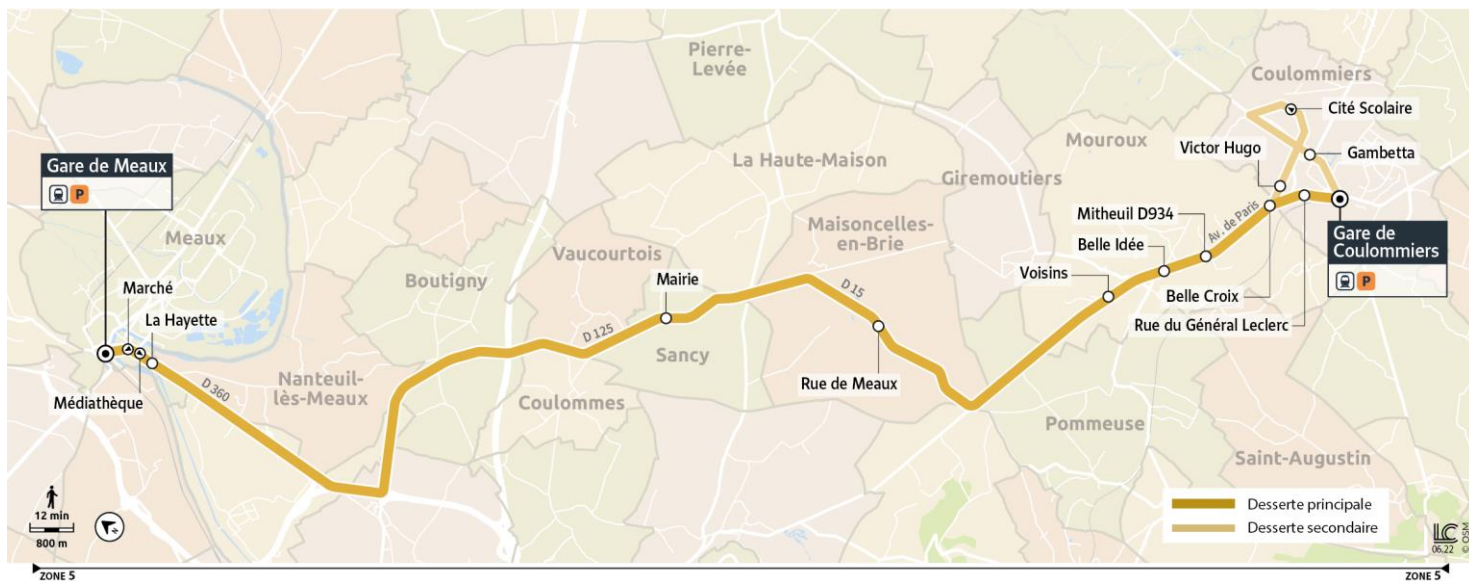 Pierre-
Levée
Coulommiers
Cité Scolaire
Mouroux
Victor Hugo
Gambetta
La Haute-Maison
Gare de Meaux
P
Giremoutiers
Mitheuil D934
Av. de Paris
Maisoncelles-
en-Brie
Meaux
Vaucourtois
Belle Idée
Gare de
Coulommiers
P
Boutigny
Mairie
Voisins
Marché
D 15
Belle Croix
La Hayette
Rue du Général Leclerc
D 125
Sancy
Nanteuil-
lès-Meaux
D 360
Rue de Meaux
Médiathèque
Coulommes
Pommeuse
Saint-Augustin
12 min
800 m
Desserte principale
Desserte secondaire
LC
06.22
© OSM
ZONE 5
ZONE 5